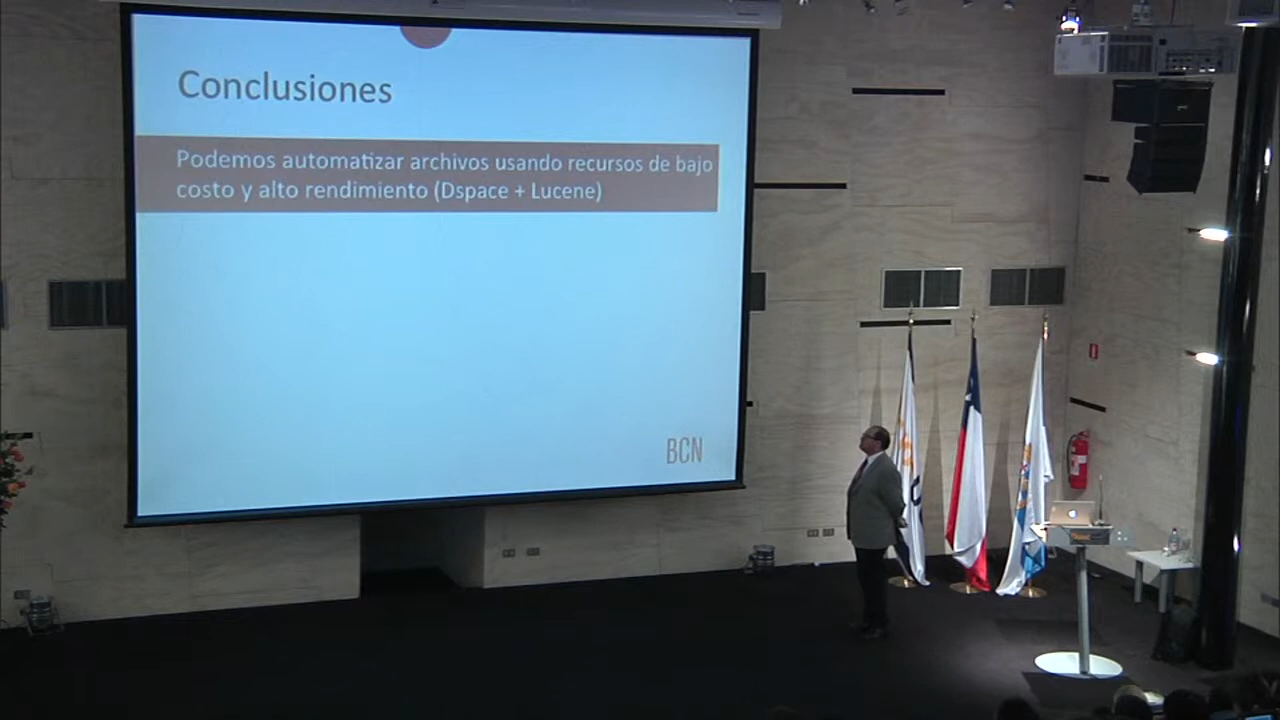 Conclusiones
Podemos automatizar archivos usando recursos de bajo
costo y alto rendimiento (Dspace + Lucene)
BCN